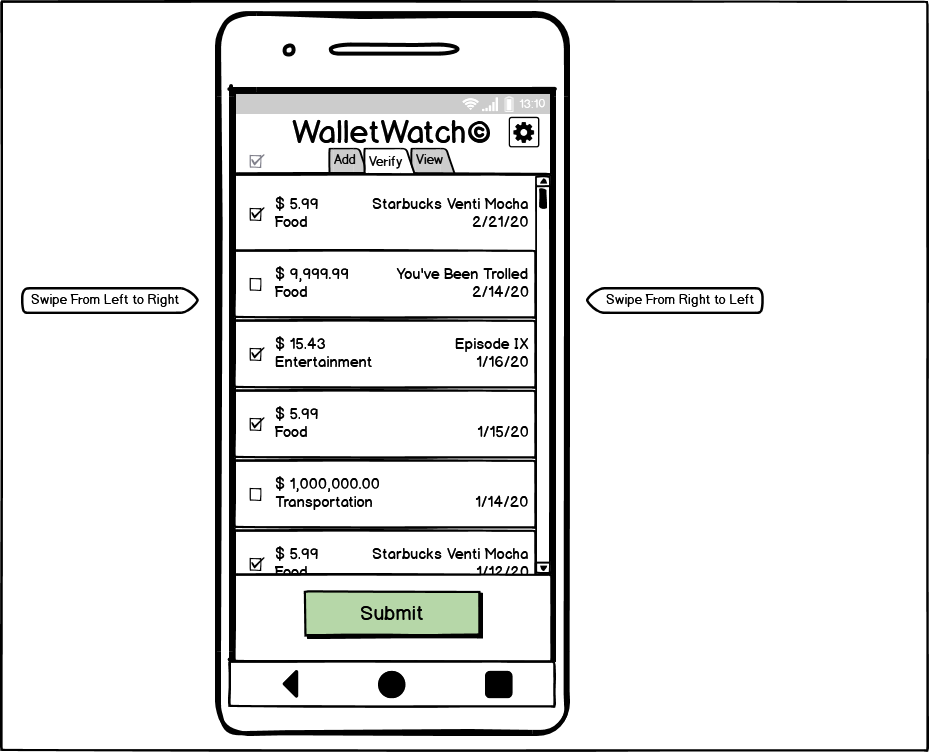 13:10
WalletWatch©
Add Verify View
$ 5.99 Starbucks Venti Mocha
Food 2/21/20
$ 9,999.99 You've Been Trolled
Food 2/14/20
Swipe From Left to Right
Swipe From Right to Left
$ 15.43 Episode IX
Entertainment 1/16/20
$ 5.99
Food 1/15/20
$ 1,000,000.00
Transportation 1/14/20
$ 5.99 Starbucks Venti Mocha
Food 1/12/20
Submit